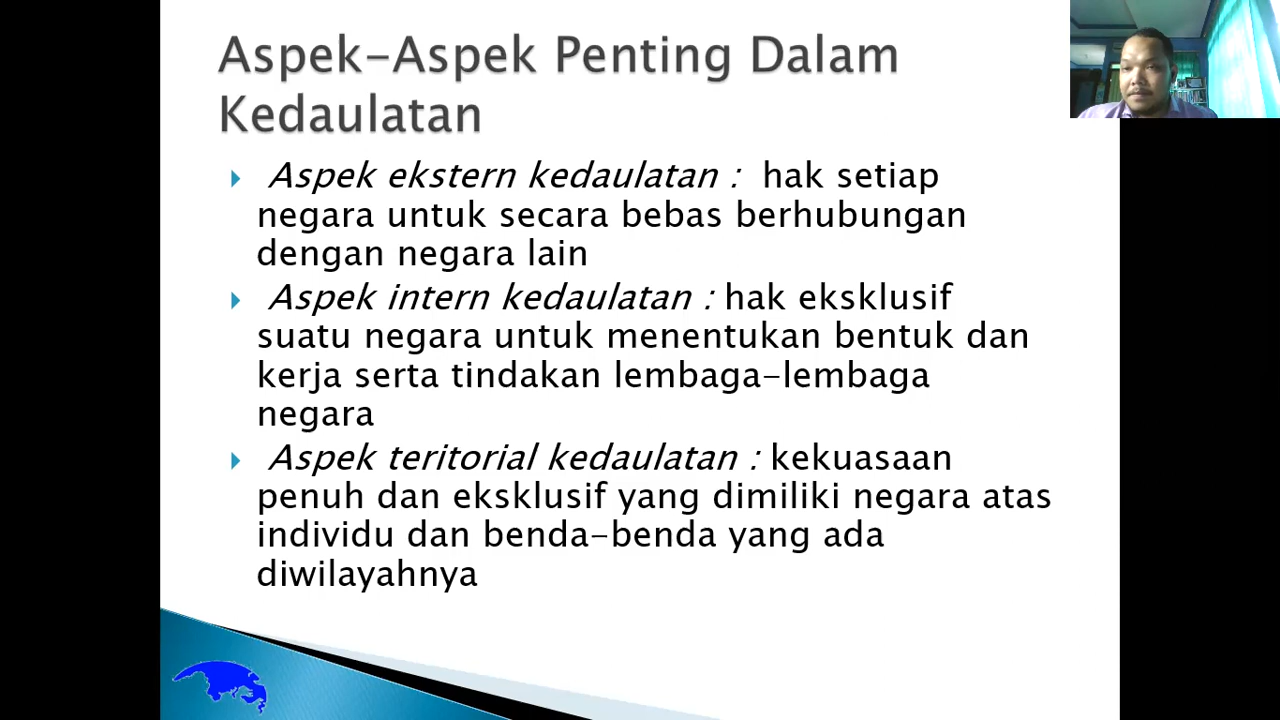 Aspek-Aspek Penting Dalam
Kedaulatan
Aspek ekstern kedaulatan : hak setiap
negara untuk secara bebas berhubungan
dengan negara lain
Aspek intern kedaulatan : hak eksklusif
suatu negara untuk menentukan bentuk dan
kerja serta tindakan lembaga-lembaga
negara
Aspek teritorial kedaulatan : kekuasaan
penuh dan eksklusif yang dimiliki negara atas
individu dan benda-benda yang ada
diwilayahnya